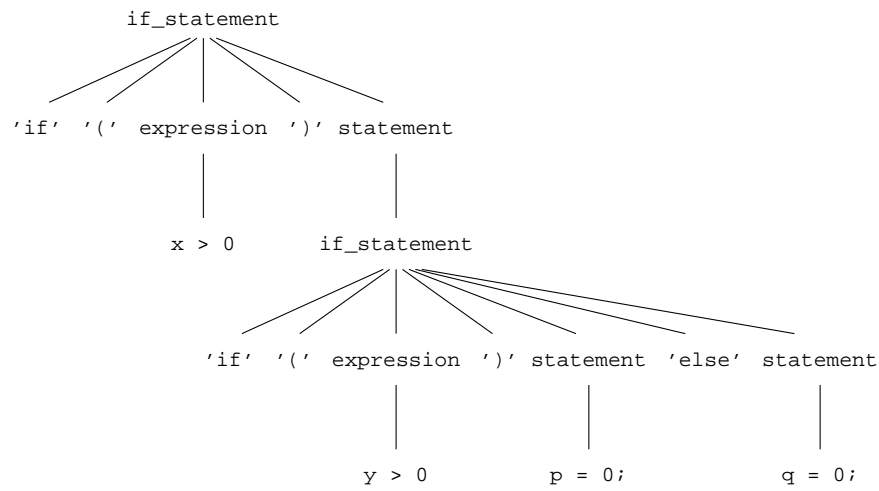 if_statement
'if' '(' expression ')' statement
x > 0 if_statement
'if' '(' expression ')' statement 'else' statement
y > 0 p = 0; q = 0;